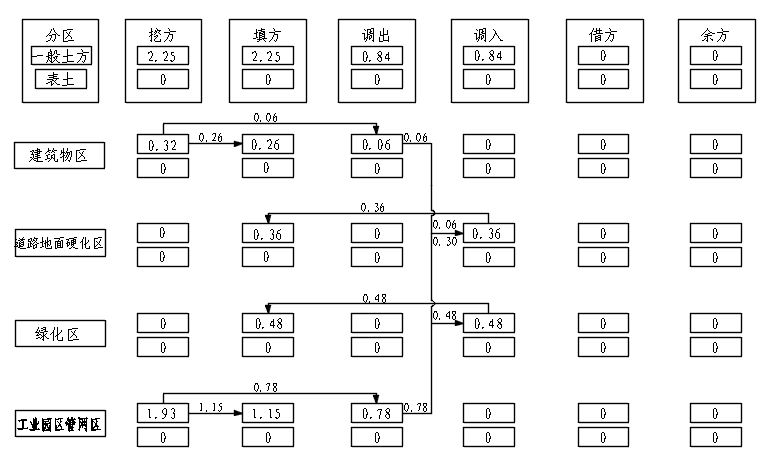 分区 挖方 填方 调出 调入 借方 余方
一般土方 2.25 2.25 0.84 0.84 0 0
表土 0 0 0 0 0 0
0.06
建筑物区 0.32 0.26 0.26 0.06 0.06 0 0 0
0 0 0 0 0 0
0.36
道路地面硬化区 0 0.36 0 0.06 0.30 0.36 0 0
0 0 0 0 0 0
0.48
绿化区 0 0.48 0 0.48 0.48 0 0
0 0 0 0 0 0
0.78
工业园区管网区 1.93 1.15 1.15 0.78 0.78 0 0 0
0 0 0 0 0 0